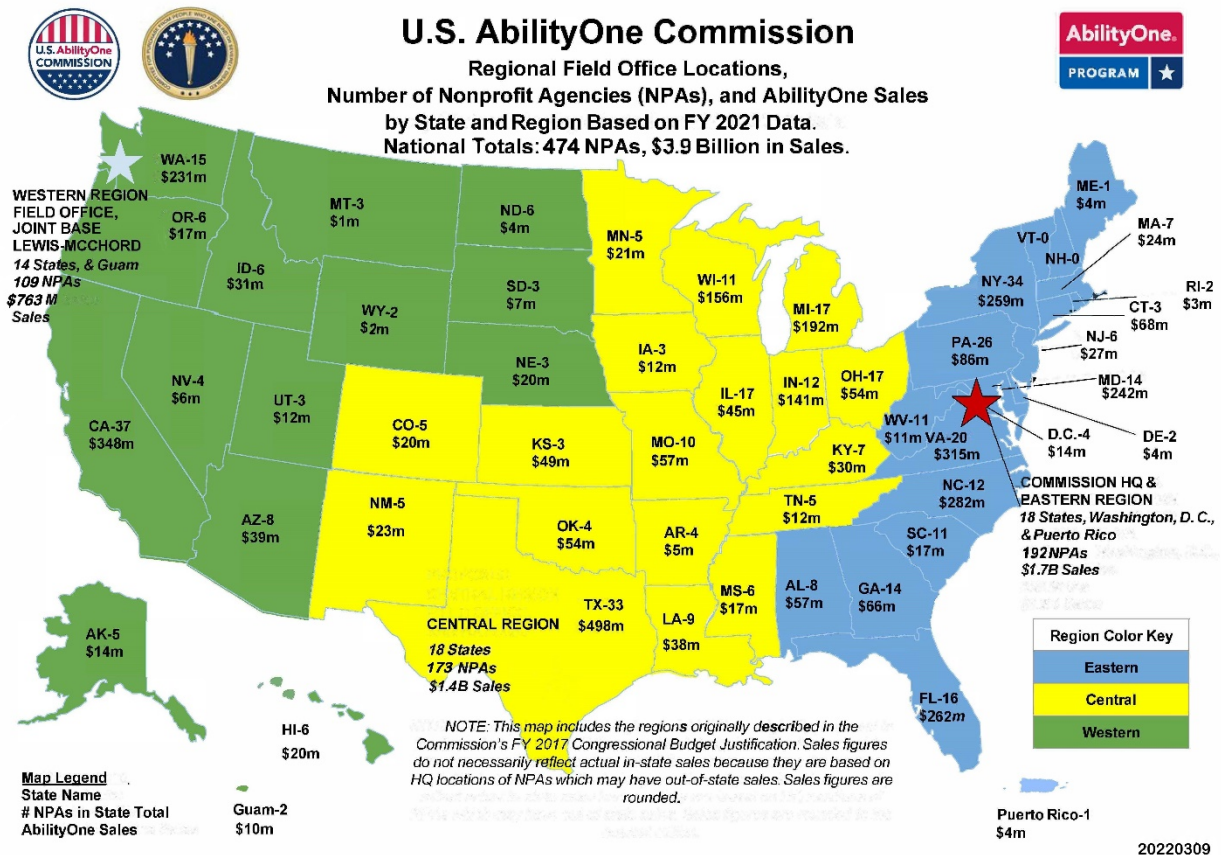 U.S. AbilityOne Commission
Regional Field Office Locations,
Number of Nonprofit Agencies (NPAs), and AbilityOne Sales
by State and Region Based on FY 2021 Data.
National Totals: 474 NPAs, $3.9 Billion in Sales.
U.S. AbilityOne
COMMISSION
AbilityOne.
PROGRAM
WA-15
$231m
WESTERN REGION
FIELD OFFICE,
JOINT BASE
LEWIS-MCCHORD
14 States, & Guam
109 NPAs
$763 M
Sales
OR-6
$17m
MT-3
$1m
ID-6
$31m
WY-2
$2m
ND-6
$4m
SD-3
$7m
NE-3
$20m
NV-4
$6m
UT-3
$12m
CA-37
$348m
AZ-8
$39m
MN-5
$21m
WI-11
$156m
MI-17
$192m
IA-3
$12m
IL-17
$45m
IN-12
$141m
OH-17
$54m
CO-5
$20m
KS-3
$49m
MO-10
$57m
KY-7
$30m
NM-5
$23m
OK-4
$54m
AR-4
$5m
TN-5
$12m
MS-6
$17m
TX-33
$498m
LA-9
$38m
CENTRAL REGION
18 States
173 NPAs
$1.4B Sales
ME-1
$4m
VT-0
NH-0
MA-7
$24m
NY-34
$259m
RI-2
$3m
CT-3
$68m
PA-26
$86m
NJ-6
$27m
MD-14
$242m
WV-11
$11m
VA-20
$315m
D.C.-4
$14m
DE-2
$4m
NC-12
$282m
COMMISSION HQ &
EASTERN REGION
18 States, Washington, D. C.,
& Puerto Rico
192NPAs
$1.7B Sales
SC-11
$17m
AL-8
$57m
GA-14
$66m
FL-16
$262m
AK-5
$14m
HI-6
$20m
Guam-2
$10m
Puerto Rico-1
$4m
Region Color Key
Eastern
Central
Western
NOTE: This map includes the regions originally described in the
Commission's FY 2017 Congressional Budget Justification. Sales figures
do not necessarily reflect actual in-state sales because they are based on
HQ locations of NPAs which may have out-of-state sales. Sales figures are
rounded.
Map Legend
State Name
# NPAs in State Total
AbilityOne Sales
20220309